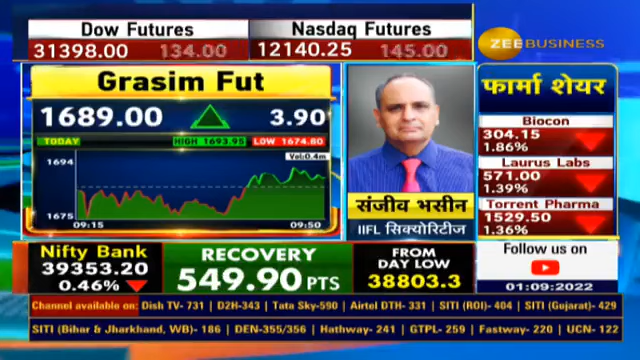 Dow Futures
31398.00 134.00
Nasdaq Futures
12140.25 145.00
ZEE BUSINESS
Grasim Fut
1689.00 3.90
TODAY HIGH 1693.95 LOW 1674.80
Vol:0.4m
1694
1675
09:15 09:50
संजीव भसीन
IIFL सिक्योरिटीज
फार्मा शेयर
Biocon
304.15
1.86%
Laurus Labs
571.00
1.39%
Torrent Pharma
1529.50
1.36%
Nifty Bank
39353.20
0.46%
RECOVERY
549.90 PTS
FROM
DAY LOW
38803.3
Follow us on
01:09:2022
Channel available on: Dish TV- 731 | D2H-343 | Tata Sky-590 | Airtel DTH- 331 | SITI (ROI)- 404 | SITI (Gujarat)- 429
SITI (Bihar & Jharkhand, WB)- 186 | DEN-355/356 | Hathway- 241 | GTPL- 259 | Fastway- 220 | UCN- 122